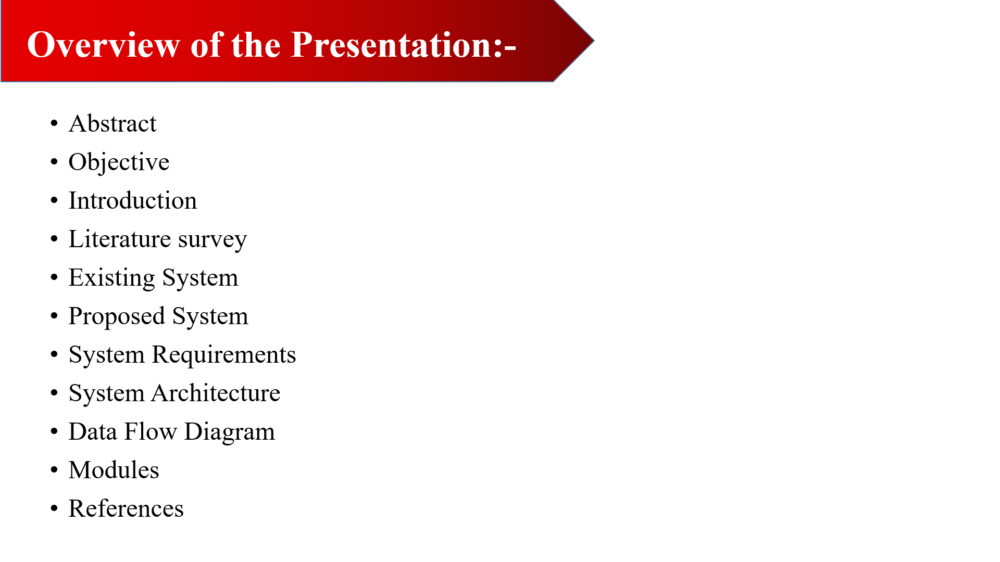 Overview of the Presentation:-
• Abstract
• Objective
• Introduction
• Literature survey
• Existing System
• Proposed System
• System Requirements
• System Architecture
• Data Flow Diagram
• Modules
• References